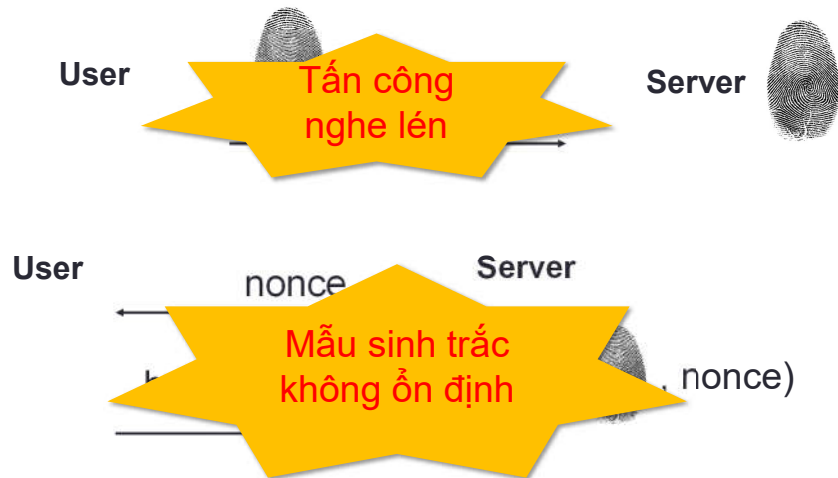 User
Tấn công
nghe lén
Server
User
nonce
Server
Mẫu sinh trắc
không ổn định
, nonce)